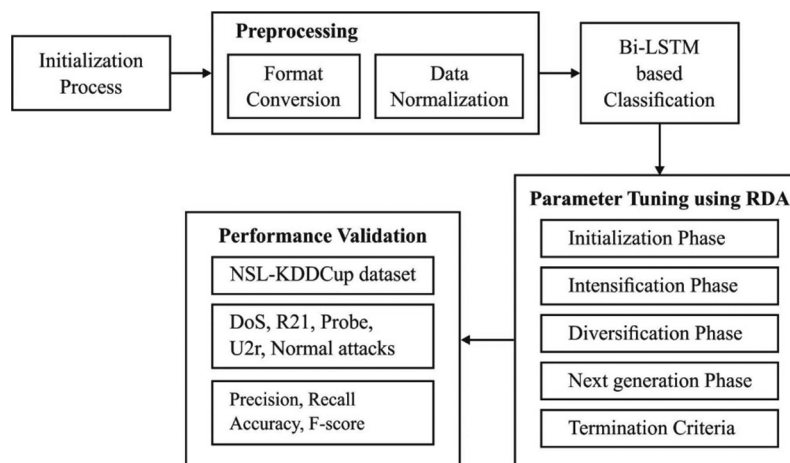 Initialization
Process
Preprocessing
Format
Conversion
Data
Normalization
Bi-LSTM
based
Classification
Parameter Tuning using RDA
Initialization Phase
Intensification Phase
Diversification Phase
Next generation Phase
Termination Criteria
Performance Validation
NSL-KDDCup dataset
DoS, R21, Probe,
U2r, Normal attacks
Precision, Recall
Accuracy, F-score